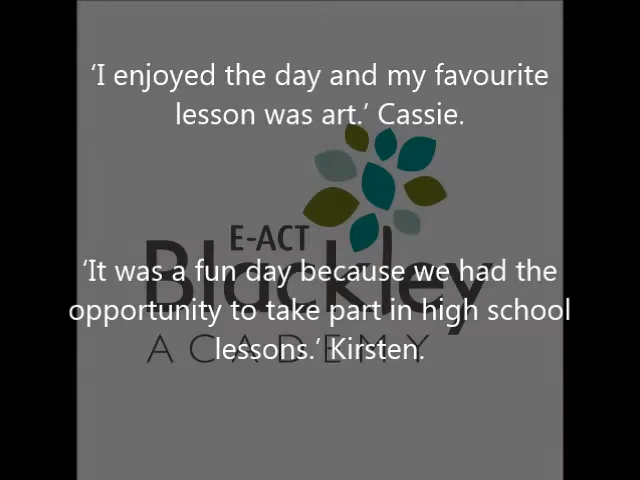 ‘I enjoyed the day and my favourite
lesson was art.’ Cassie.
E-ACT
Blackley
‘It was a fun day because we had the
opportunity to take part in high school
ACADEMY
lessons.’ Kirsten.